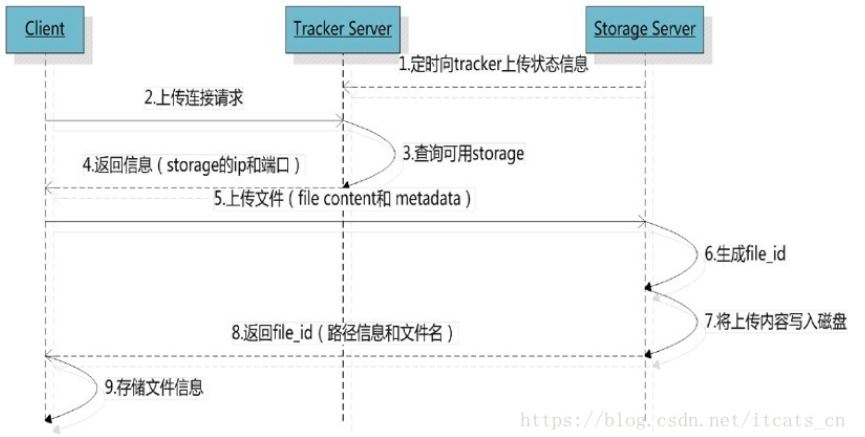 Client
Tracker Server
Storage Server
1.定时向tracker上传状态信息
2.上传连接请求
3.查询可用storage
4.返回信息（storage的ip和端口）
5.上传文件（file content和 metadata）
6.生成file_id
7.将上传内容写入磁盘
8.返回file_id（路径信息和文件名）
9.存储文件信息
https://blog.csdn.net/itcats_cn